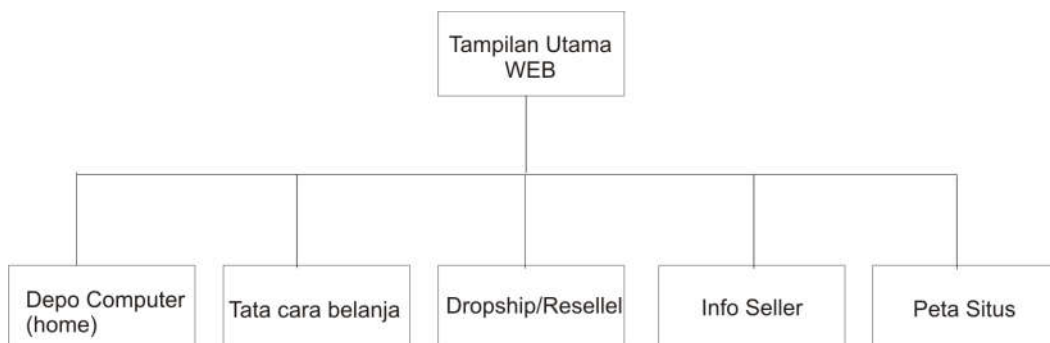 Tampilan Utama
WEB
Depo Computer
(home)
Tata cara belanja
Dropship/Resellel
Info Seller
Peta Situs